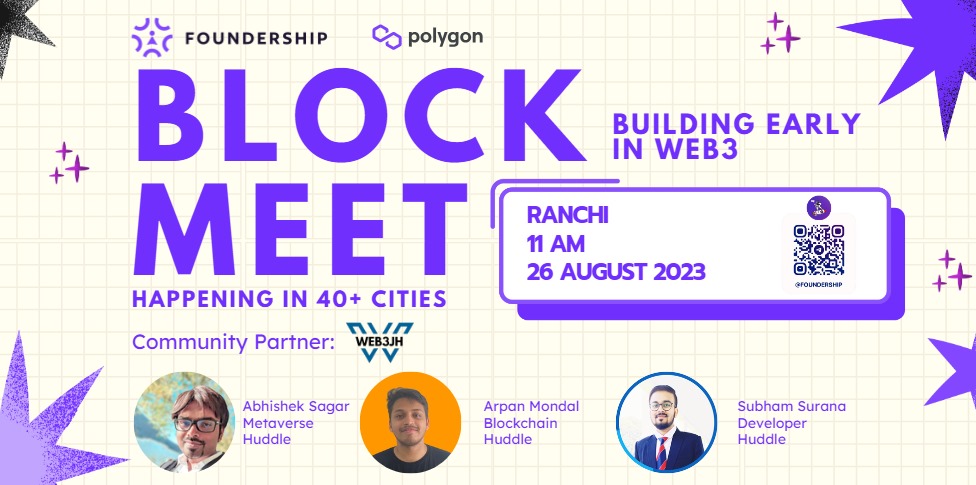 FOUNDERSHIP
polygon
BLOCK
MEET
BUILDING EARLY
IN WEB3
RANCHI
11 AM
26 AUGUST 2023
@FOUNDERSHIP
HAPPENING IN 40+ CITIES
Community Partner:
WEB3JH
Abhishek Sagar
Metaverse
Huddle
Arpan Mondal
Blockchain
Huddle
Subham Surana
Developer
Huddle